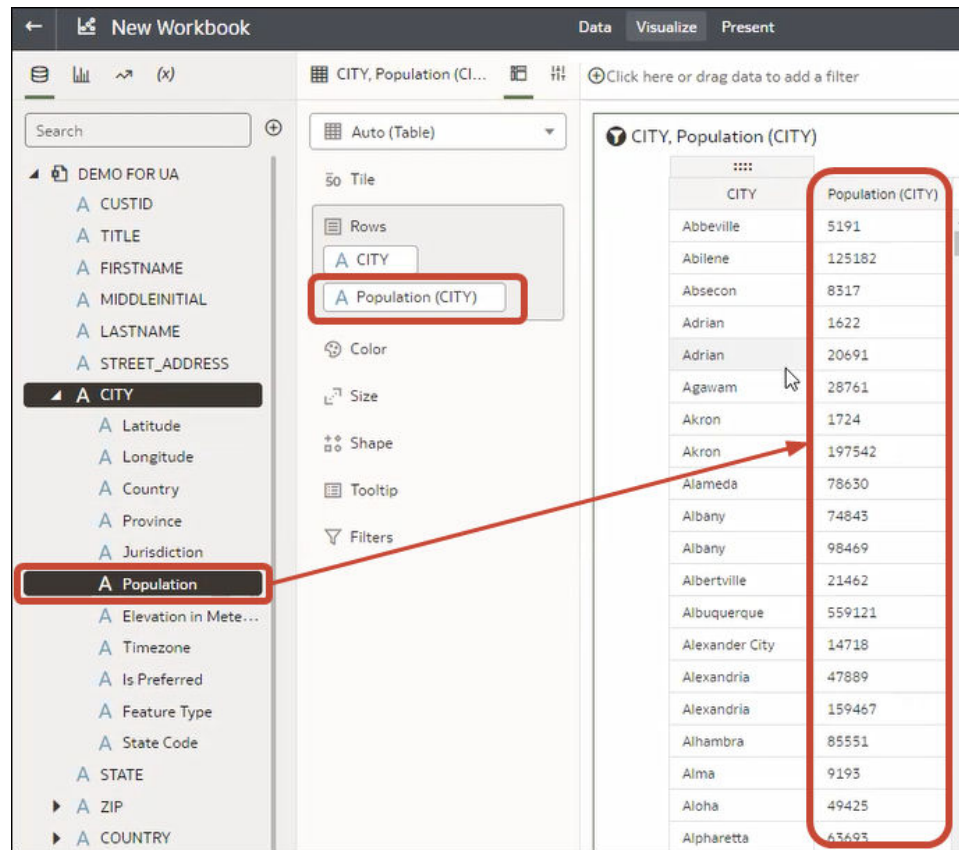 New Workbook
Data Visualize Present
(x)
CITY, Population (CI...
Click here or drag data to add a filter
Search
Auto (Table)
CITY, Population (CITY)
DEMO FOR UA
A CUSTID
A TITLE
A FIRSTNAME
A MIDDLEINITIAL
A LASTNAME
A STREET_ADDRESS
A CITY
A Latitude
A Longitude
A Country
A Province
A Jurisdiction
A Population
A Elevation in Mete...
A Timezone
A Is Preferred
A Feature Type
A State Code
A STATE
A ZIP
A COUNTRY
50 Tile
Rows
A CITY
A Population (CITY)
Color
Size
Shape
Tooltip
Filters
CITY Population (CITY)
Abbeville 5191
Abilene 125182
Absecon 8317
Adrian 1622
Adrian 20691
Agawam 28761
Akron 1724
Akron 197542
Alameda 78630
Albany 74843
Albany 98469
Albertville 21462
Albuquerque 559121
Alexander City 14718
Alexandria 47889
Alexandria 159467
Alhambra 85551
Alma 9193
Aloha 49425
Alpharetta 63693